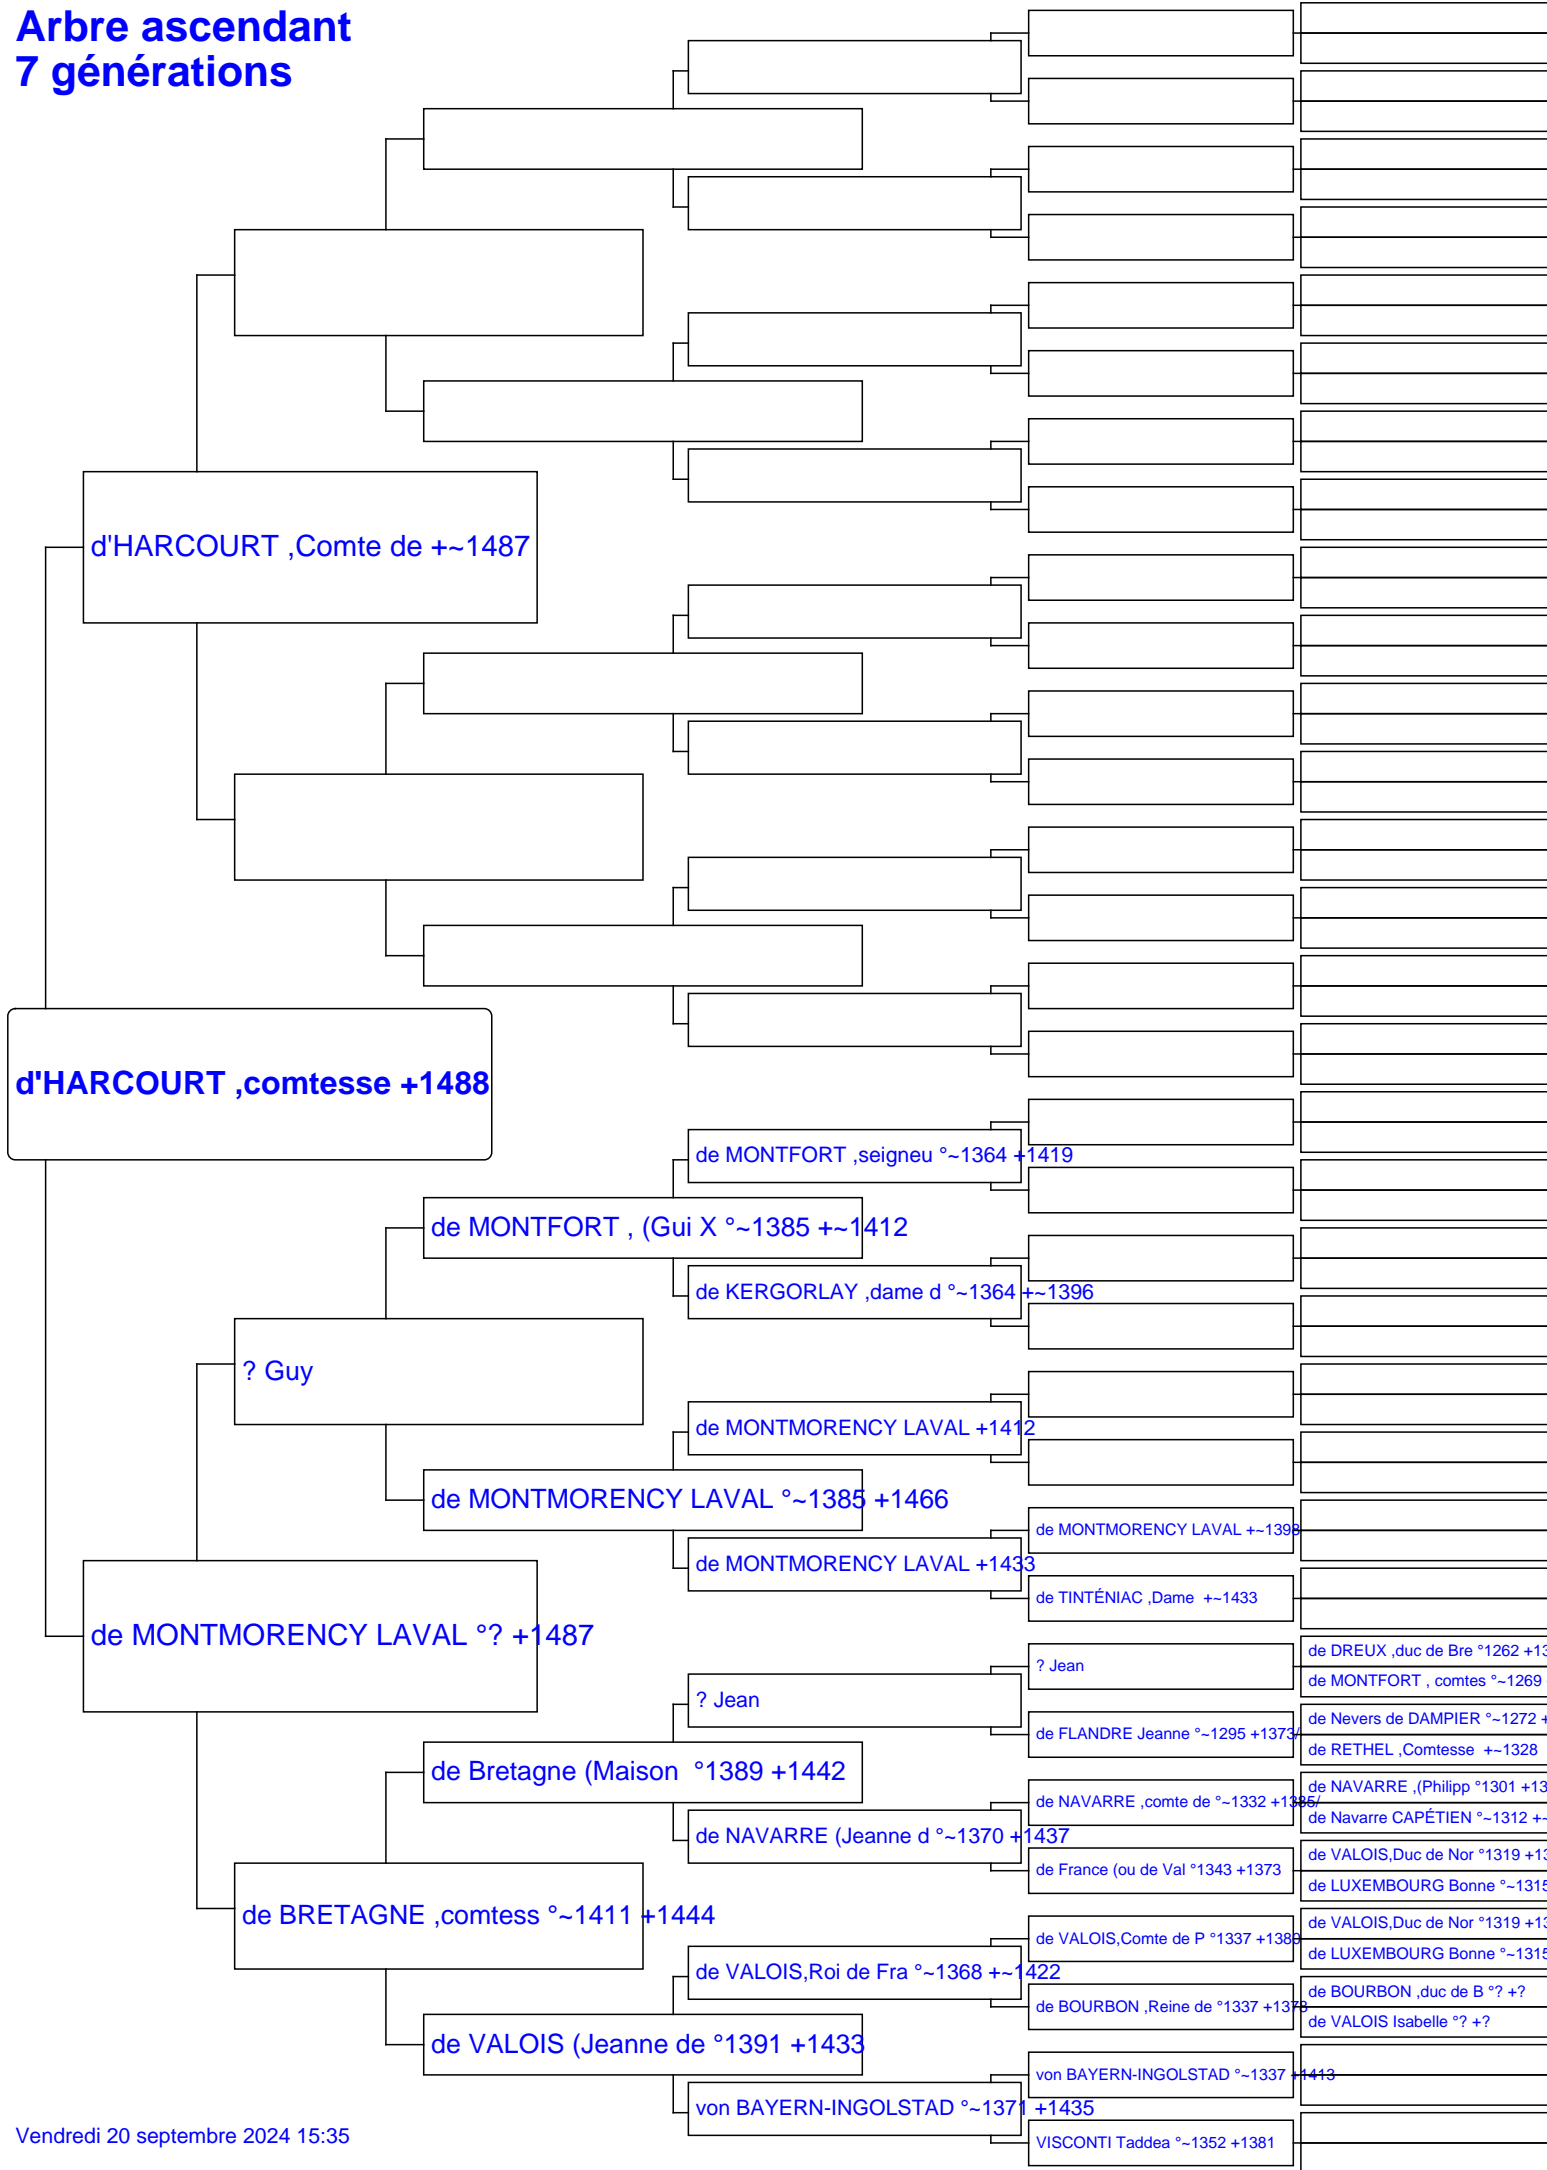 Arbre ascendant
7 générations
d'HARCOURT ,Comte de +~1487
d'HARCOURT ,comtesse +1488
de MONTFORT ,seigneu °~1364 +1419
de MONTFORT , (Gui X °~1385 +~1412
de KERGORLAY ,dame d °~1364 +~1396
? Guy
de MONTMORENCY LAVAL +1412
de MONTMORENCY LAVAL °~1385 +1466
de MONTMORENCY LAVAL +~1398
de MONTMORENCY LAVAL +1433
de TINTÉNIAC ,Dame  +~1433
de MONTMORENCY LAVAL °? +1487
de DREUX ,duc de Bre °1262 +13
? Jean
de MONTFORT , comtes °~1269
? Jean
de Nevers de DAMPIER °~1272 +
de FLANDRE Jeanne °~1295 +1373/
de RETHEL ,Comtesse  +~1328
de Bretagne (Maison  °1389 +1442
de NAVARRE ,(Philipp °1301 +13
de NAVARRE ,comte de °~1332 +1385/
de Navarre CAPÉTIEN °~1312 +~
de NAVARRE (Jeanne d °~1370 +1437
de VALOIS,Duc de Nor °1319 +13
de France (ou de Val °1343 +1373
de LUXEMBOURG Bonne °~1315
de BRETAGNE ,comtess °~1411 +1444
de VALOIS,Duc de Nor °1319 +13
de VALOIS,Comte de P °1337 +1380
de LUXEMBOURG Bonne °~1315
de VALOIS,Roi de Fra °~1368 +~1422
de BOURBON ,duc de B °? +?
de BOURBON ,Reine de °1337 +1378
de VALOIS Isabelle °? +?
de VALOIS (Jeanne de °1391 +1433
von BAYERN-INGOLSTAD °~1337 +1413
von BAYERN-INGOLSTAD °~1371 +1435
VISCONTI Taddea °~1352 +1381
Vendredi 20 septembre 2024 15:35